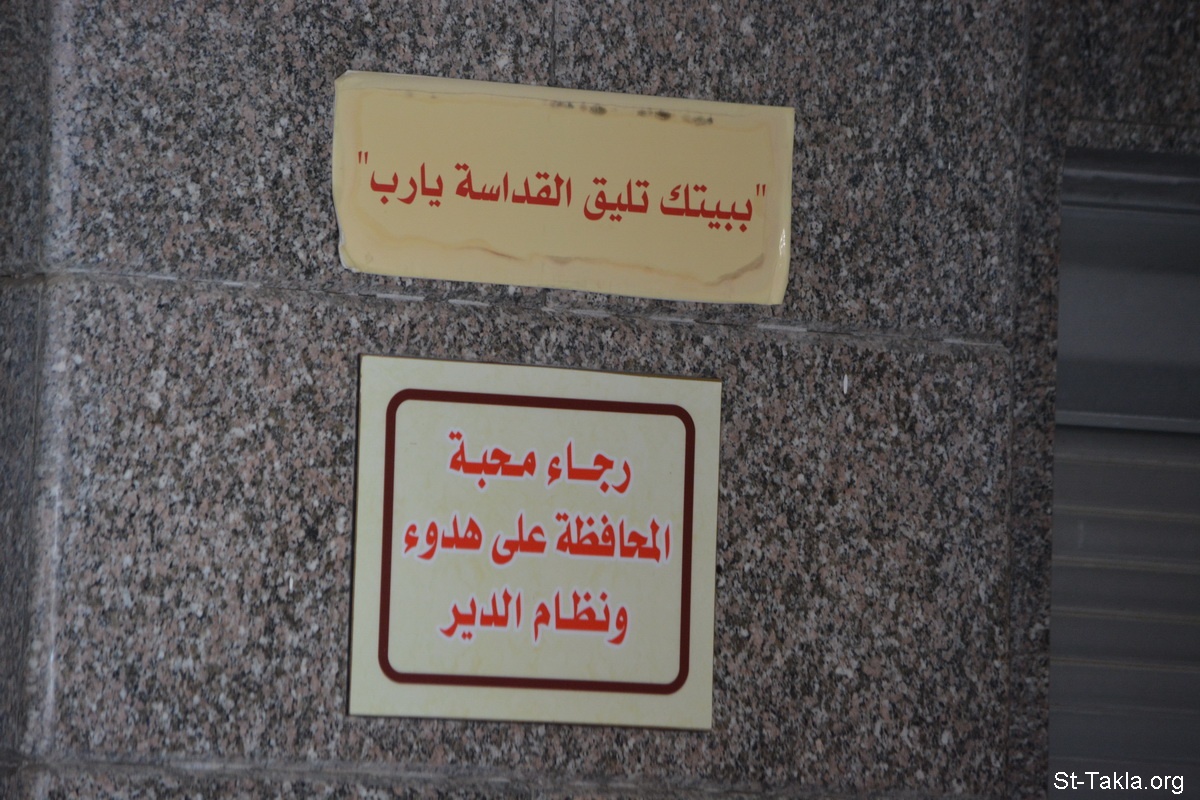 "ببيتك تليق القداسة يارب"
رجاء محبة
المحافظة على هدوء
ونظام الدير
St-Takla.org